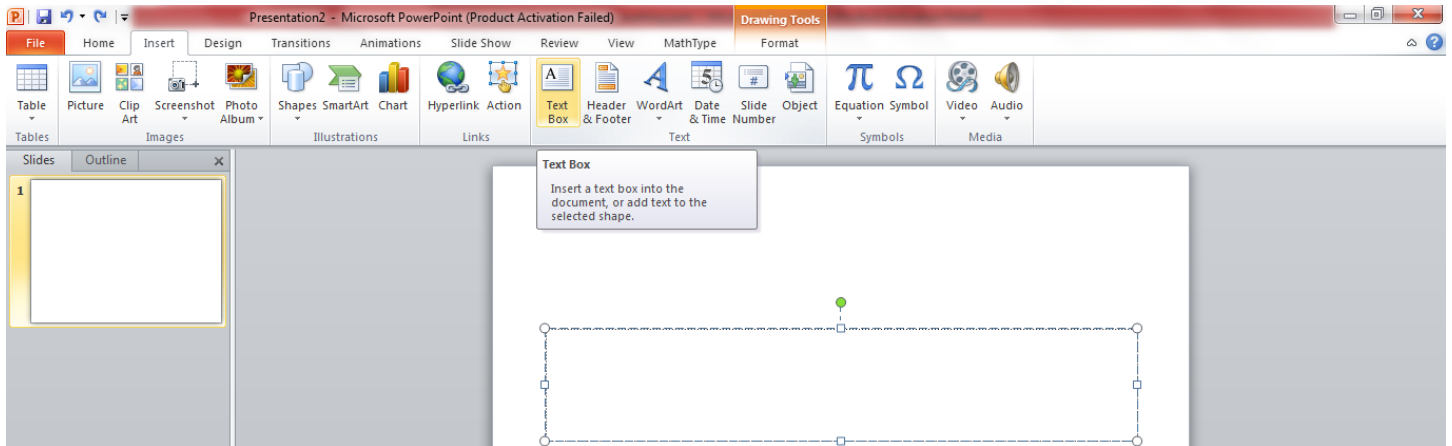 Presentation2 - Microsoft PowerPoint (Product Activation Failed)
Drawing Tools
File Home Insert Design Transitions Animations Slide Show Review View MathType Format
Table Picture Clip Art Screenshot Photo Album Shapes SmartArt Chart Hyperlink Action Text Box Header & Footer WordArt Date & Time Slide Number Object Equation Symbol Video Audio
Tables Images Illustrations Links Text Symbols Media
Slides Outline
1
Text Box
Insert a text box into the
document, or add text to the
selected shape.